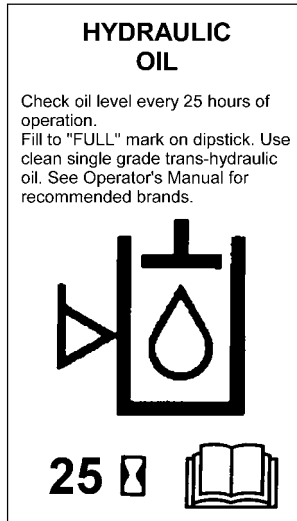 HYDRAULIC
OIL
Check oil level every 25 hours of
operation.
Fill to "FULL" mark on dipstick. Use
clean single grade trans-hydraulic
oil. See Operator's Manual for
recommended brands.
25